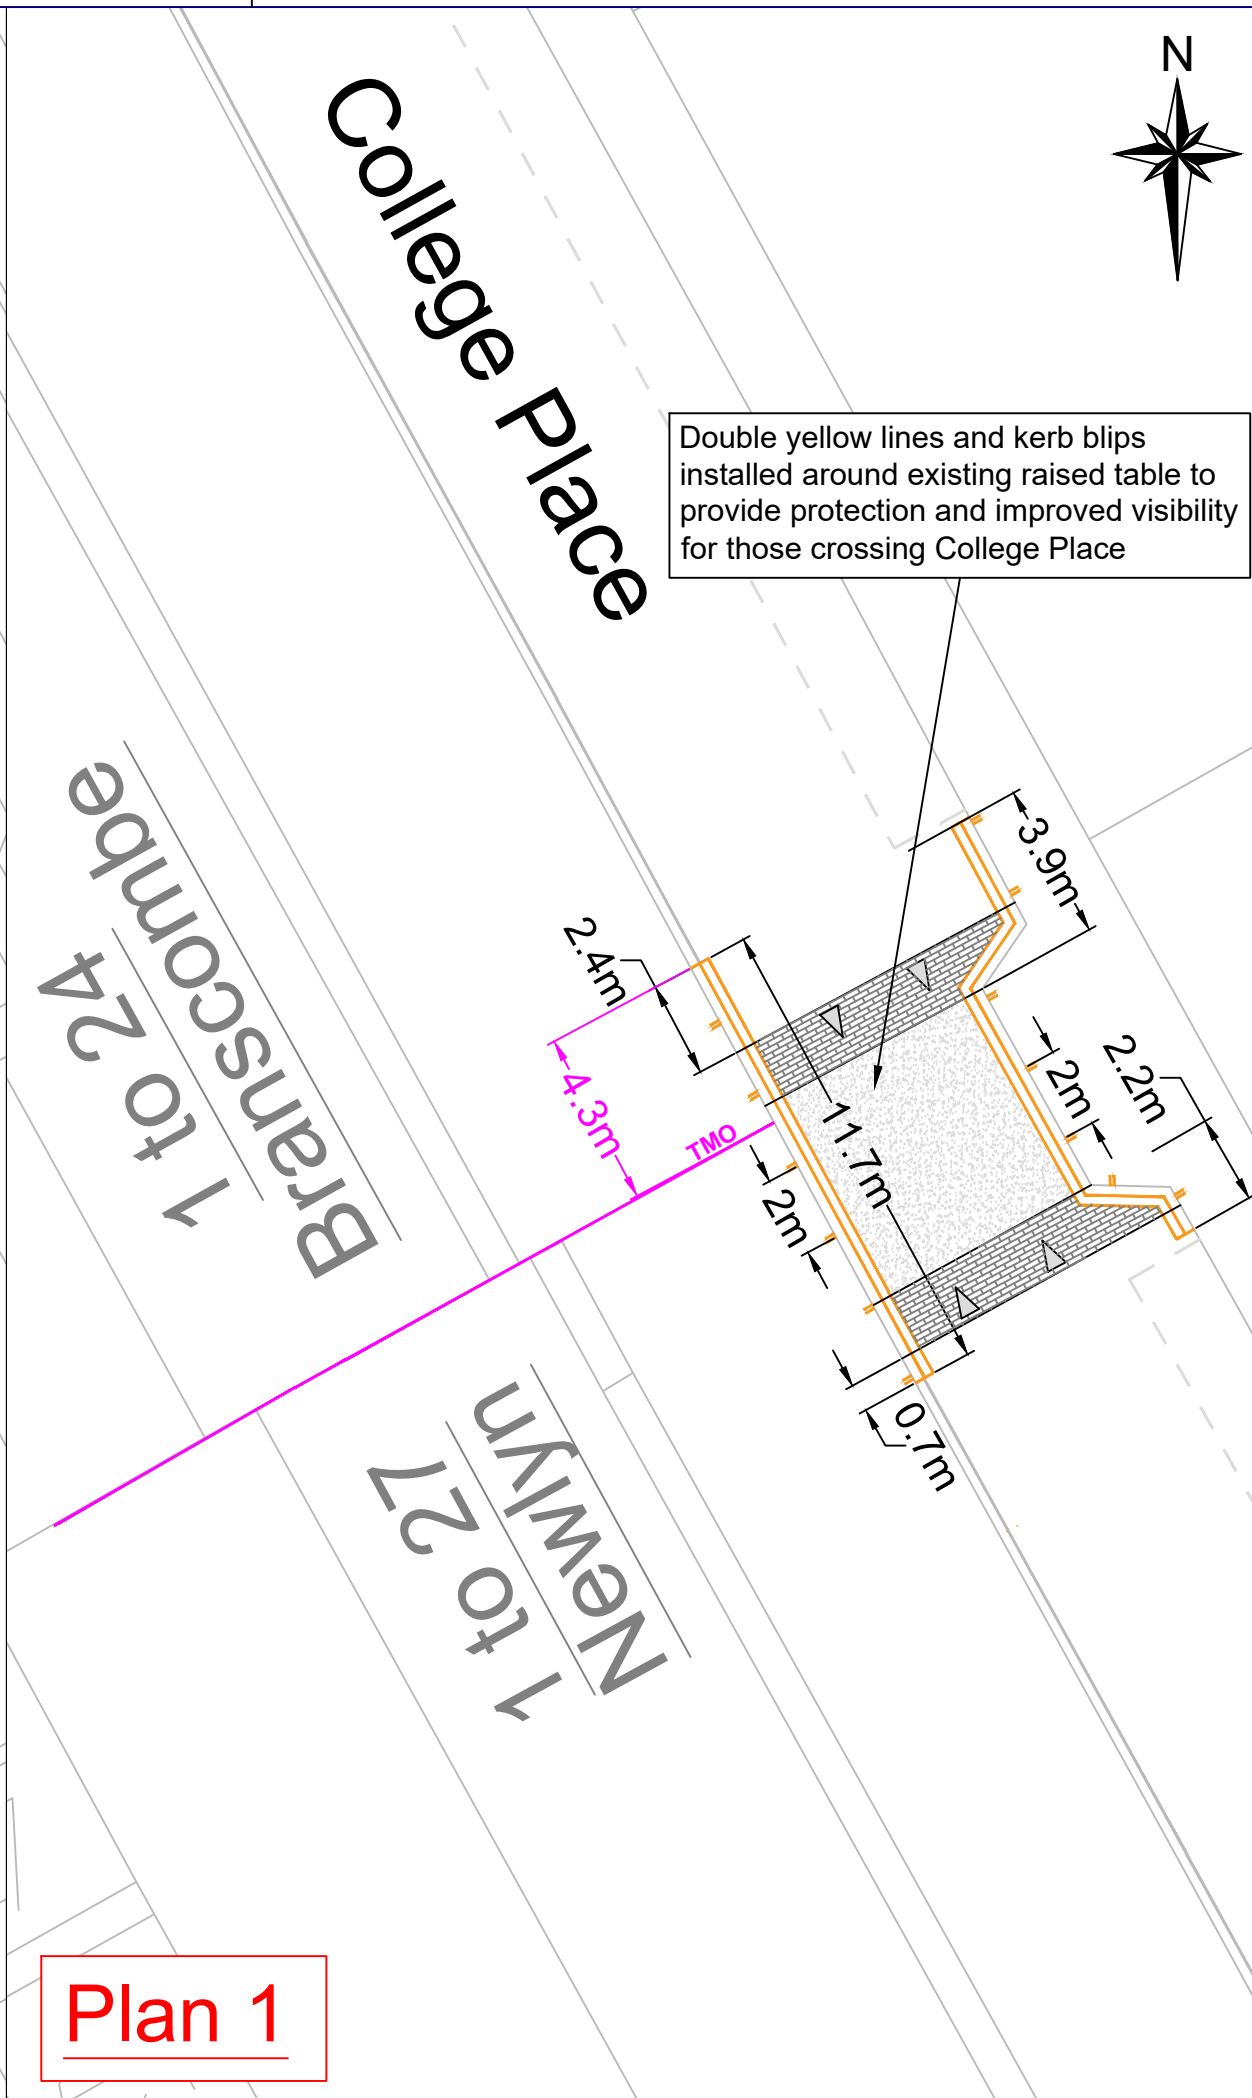 N
College Place
Double yellow lines and kerb blips
installed around existing raised table to
provide protection and improved visibility
for those crossing College Place
3.9m
2.4m
4.3m
TMO
11.7m
2m
2m
2.2m
0.7m
Branscombe
1 to 24
Newlyn
1 to 27
Plan 1